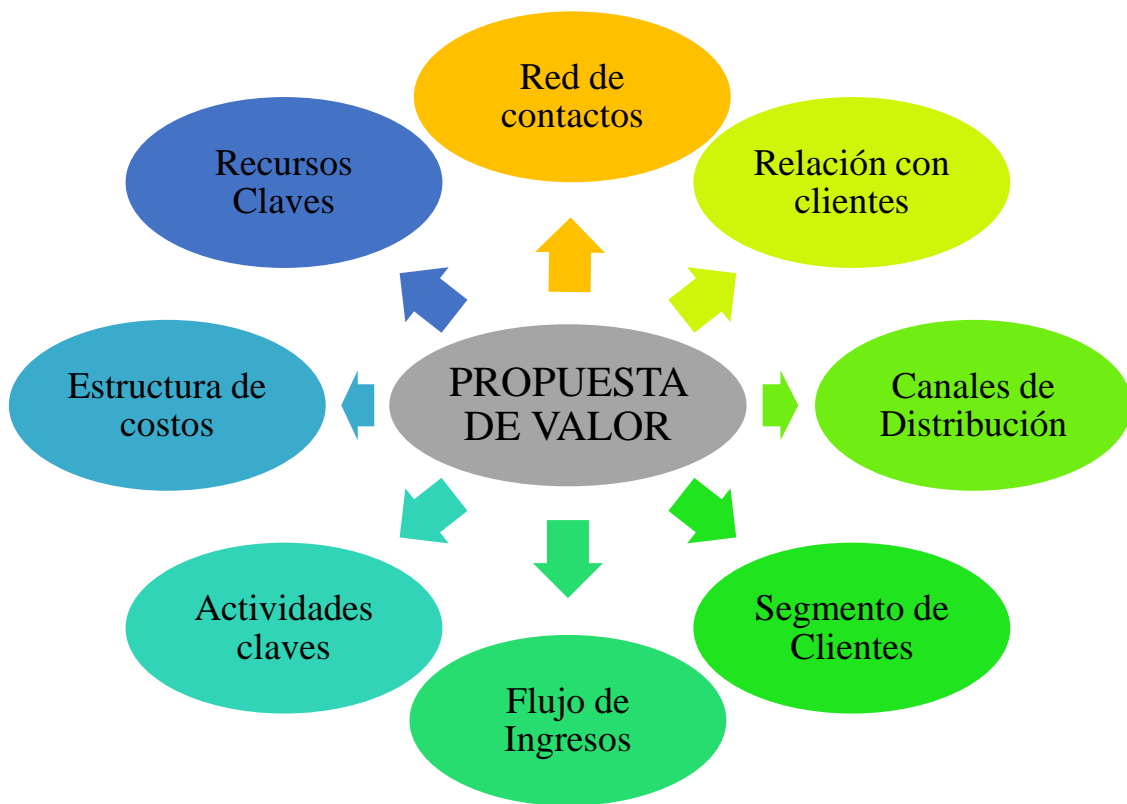 Red de
contactos
Relación con
clientes
Canales de
Distribución
Segmento de
Clientes
Flujo de
Ingresos
Actividades
claves
Estructura de
costos
Recursos
Claves
PROPUESTA
DE VALOR